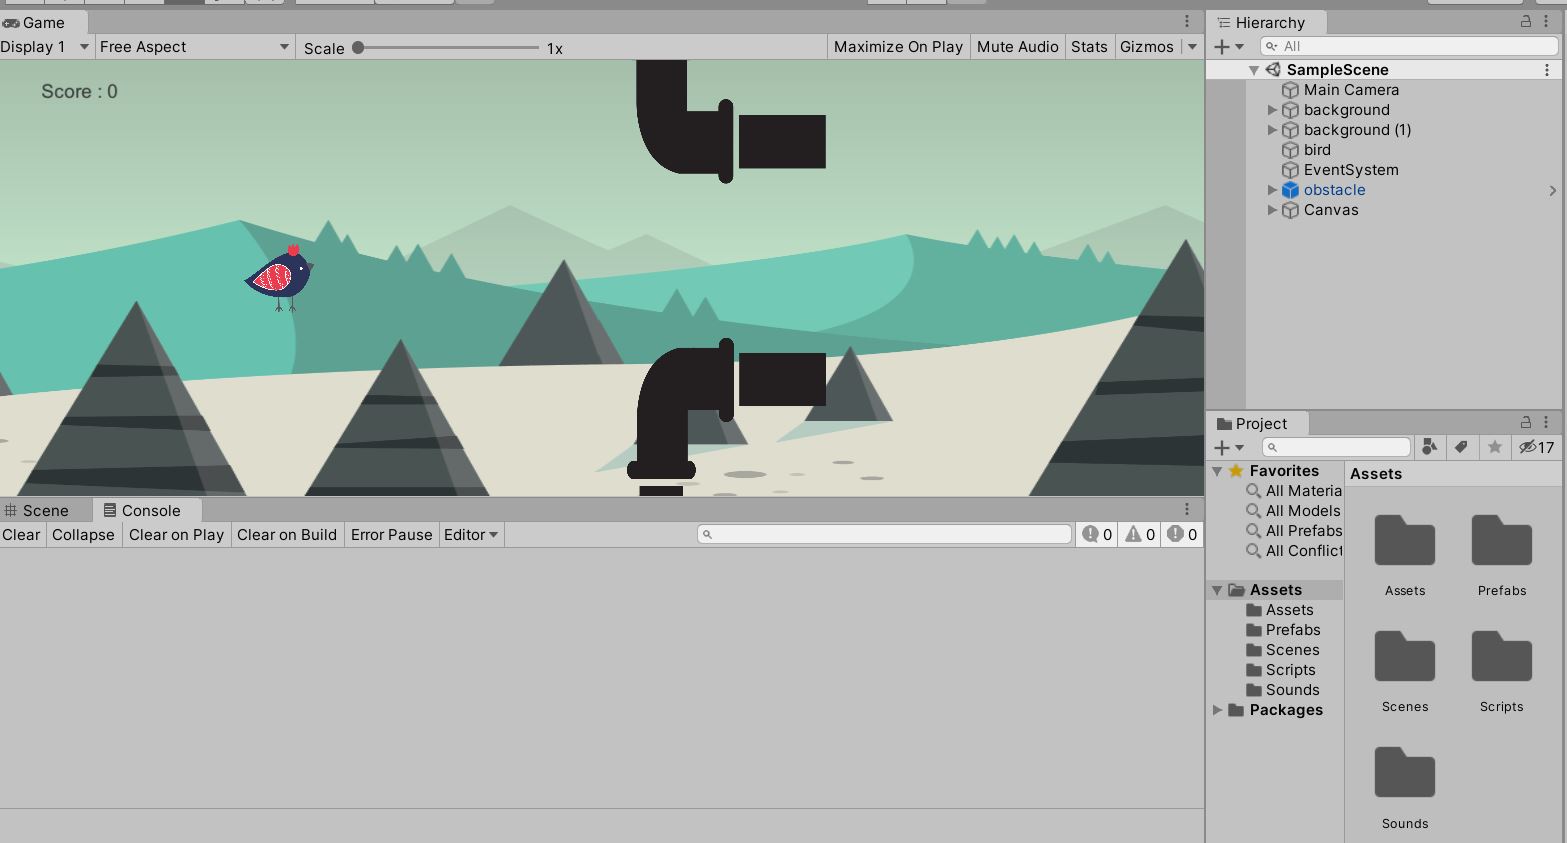 Game
Display 1 Free Aspect Scale 1x Maximize On Play Mute Audio Stats Gizmos
Score : 0
Hierarchy
All
SampleScene
Main Camera
background
background (1)
bird
EventSystem
obstacle
Canvas
Project
17
Favorites
All Materia
All Models
All Prefabs
All Conflict
Assets
Assets
Prefabs
Scenes
Scripts
Sounds
Packages
Assets
Assets Prefabs
Scenes Scripts
Sounds
Scene Console
Clear Collapse Clear on Play Clear on Build Error Pause Editor 0 0 0